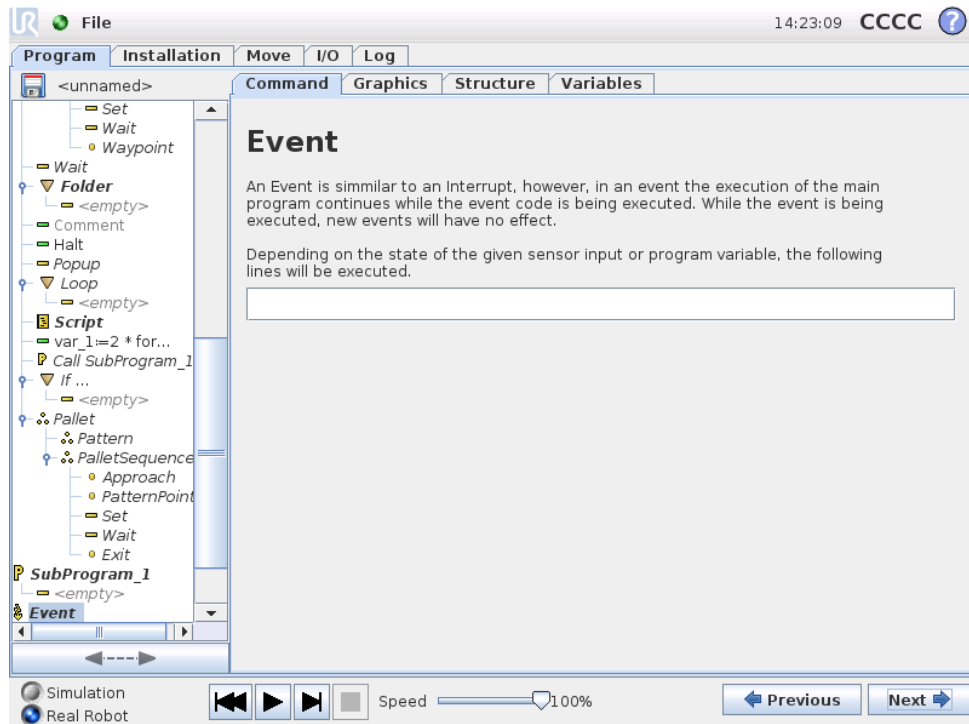 UR File 14:23:09 CCCC ?
Program Installation Move I/O Log
<unnamed>
Command Graphics Structure Variables
Set
Wait
Waypoint
Wait
Folder
<empty>
Comment
Halt
Popup
Loop
<empty>
Script
var_1:=2 * for...
P Call SubProgram_1
If ...
<empty>
Pallet
Pattern
PalletSequence
Approach
PatternPoint
Set
Wait
Exit
P SubProgram_1
<empty>
Event
Event
An Event is simmilar to an Interrupt, however, in an event the execution of the main
program continues while the event code is being executed. While the event is being
executed, new events will have no effect.
Depending on the state of the given sensor input or program variable, the following
lines will be executed.
Simulation
Real Robot
Speed 100%
Previous Next